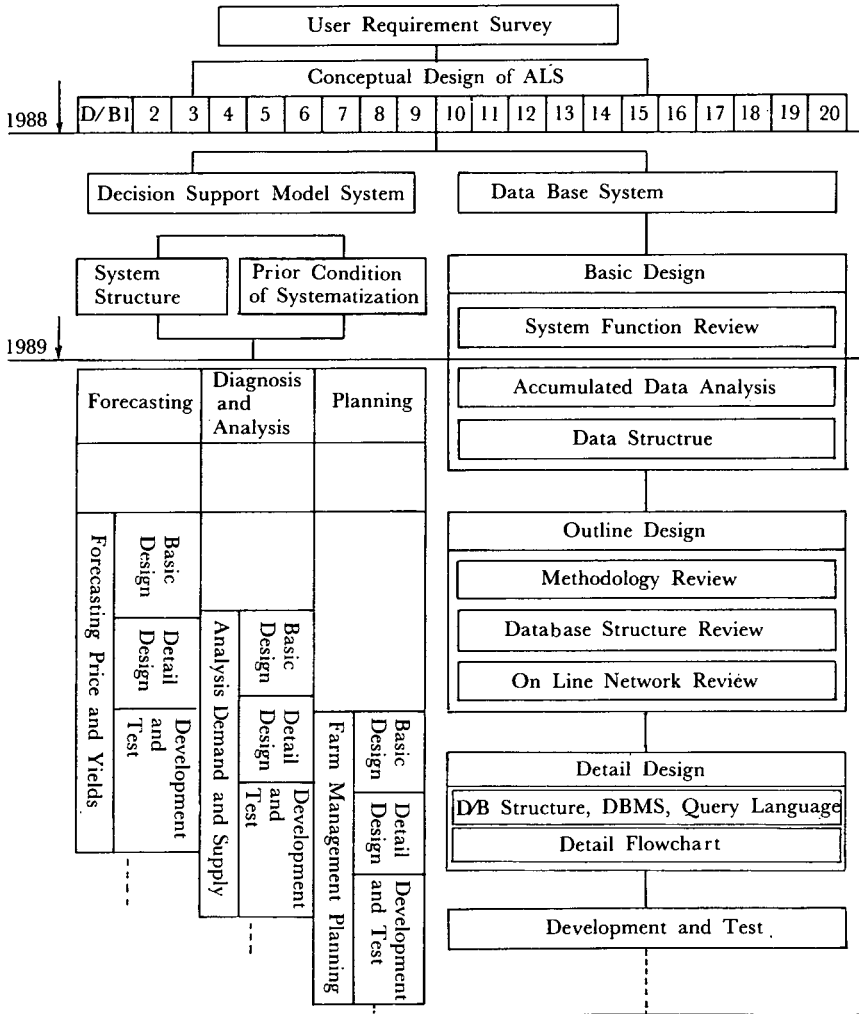 User Requirement Survey
Conceptual Design of ALS
1988
D/B1 2 3 4 5 6 7 8 9 10 11 12 13 14 15 16 17 18 19 20
Decision Support Model System
Data Base System
System
Structure
Prior Condition
of Systematization
Basic Design
System Function Review
1989
Accumulated Data Analysis
Data Structrue
Forecasting
Diagnosis
and
Analysis
Planning
Forecasting Price and Yields
Basic
Design
Detail
Design
Development
and
Test
Analysis Demand and Supply
Basic
Design
Detail
Design
Development
and
Test
Farm Management Planning
Basic
Design
Detail
Design
Development
and Test
Outline Design
Methodology Review
Database Structure Review
On Line Network Review
Detail Design
D/B Structure, DBMS, Query Language
Detail Flowchart
Development and Test